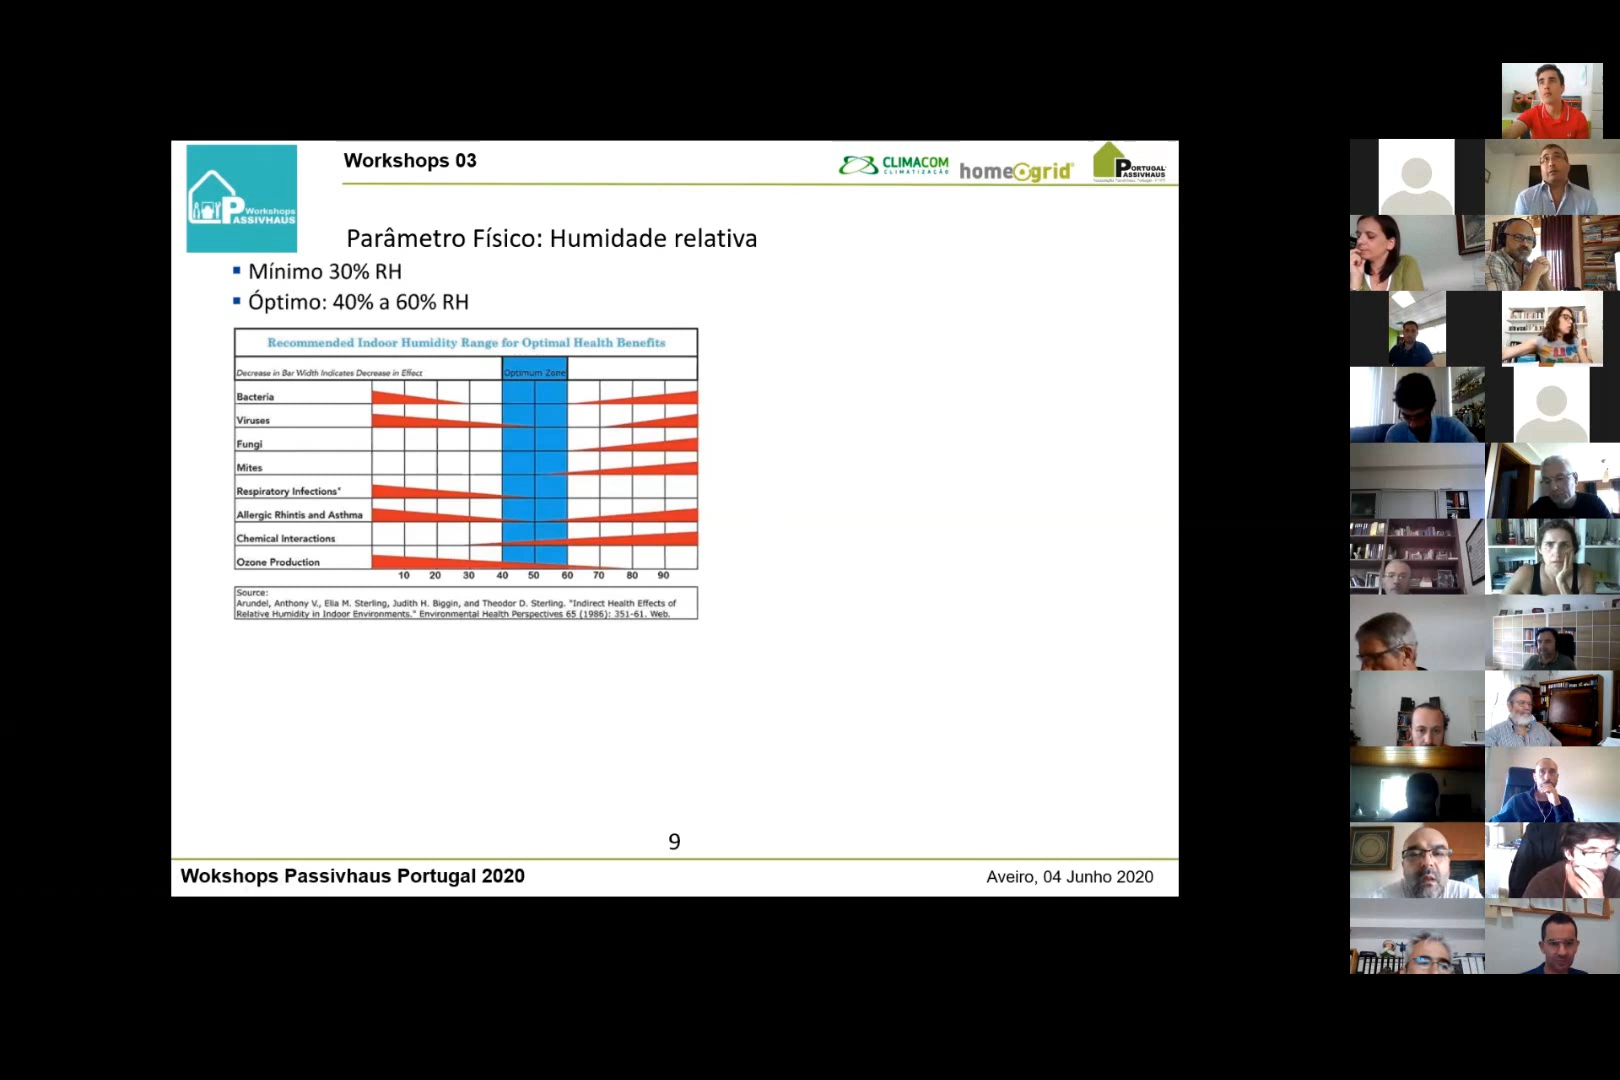 Workshops
PASSIVHAUS
Workshops 03
CLIMACOM
CLIMATIZAÇÃO
homegrid
PORTUGAL
PASSIVHAUS
Parâmetro Físico: Humidade relativa
Mínimo 30% RH
Óptimo: 40% a 60% RH
Recommended Indoor Humidity Range for Optimal Health Benefits
Decrease in Bar Width Indicates Decrease in Effect
Optimum Zone
Bacteria
Viruses
Fungi
Mites
Respiratory Infections*
Allergic Rhintis and Asthma
Chemical Interactions
Ozone Production
10 20 30 40 50 60 70 80 90
Source:
Arundel, Anthony V., Elia M. Sterling, Judith H. Biggin, and Theodor D. Sterling. "Indirect Health Effects of
Relative Humidity in Indoor Environments." Environmental Health Perspectives 65 (1986): 351-61. Web.
9
Wokshops Passivhaus Portugal 2020
Aveiro, 04 Junho 2020